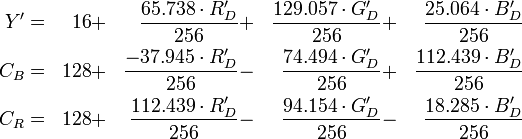 Y' = 16+ 65.738 · R'_D / 256 + 129.057 · G'_D / 256 + 25.064 · B'_D / 256
C_B = 128+ −37.945 · R'_D / 256 − 74.494 · G'_D / 256 + 112.439 · B'_D / 256
C_R = 128+ 112.439 · R'_D / 256 − 94.154 · G'_D / 256 − 18.285 · B'_D / 256